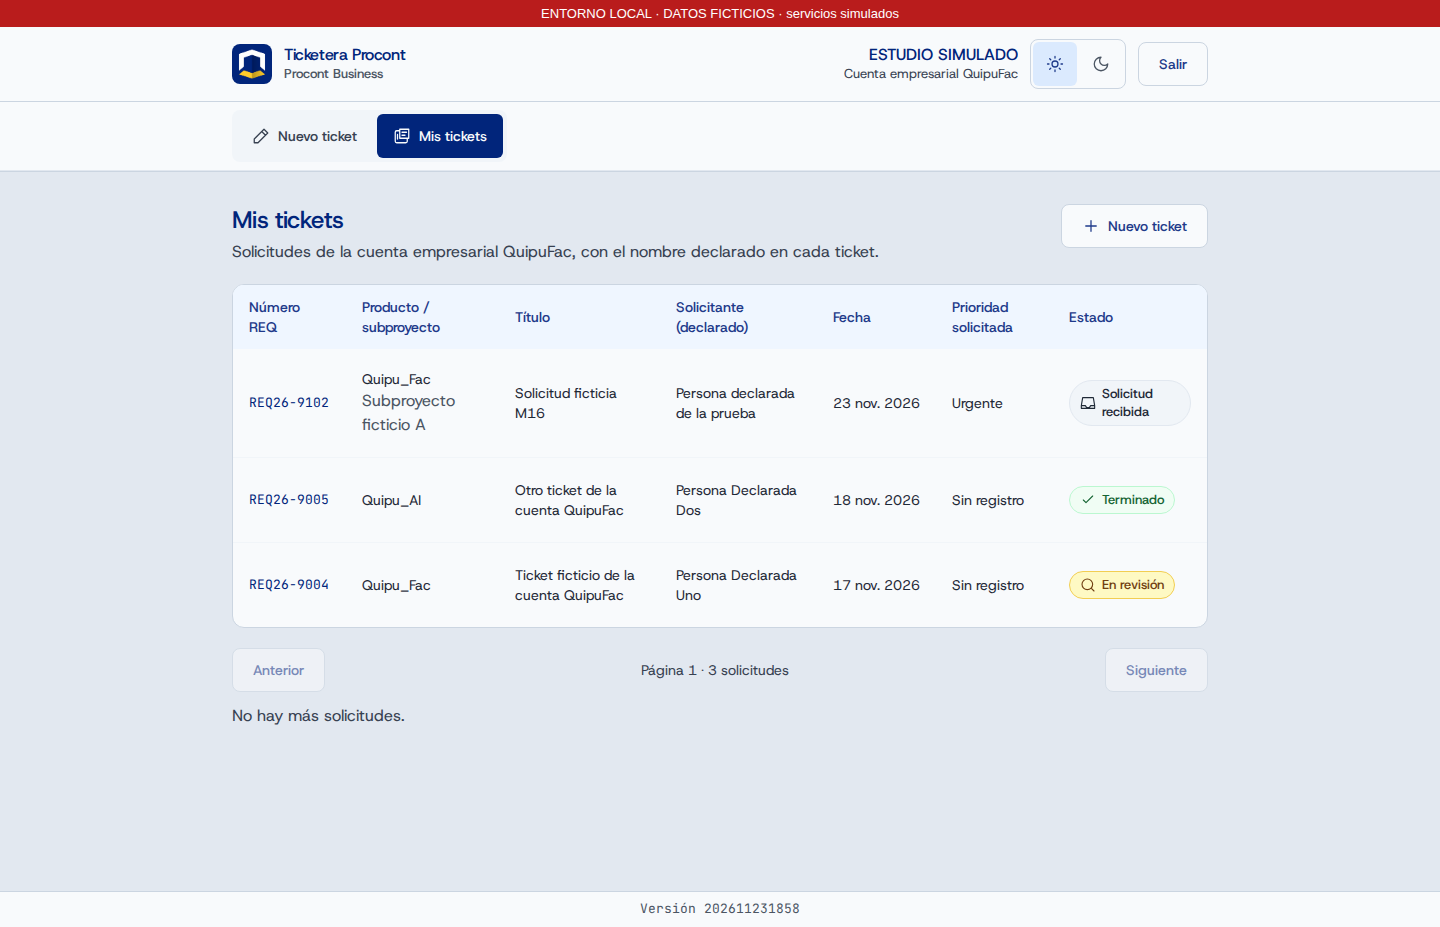 ENTORNO LOCAL · DATOS FICTICIOS · servicios simulados
Ticketera Procont
Procont Business
ESTUDIO SIMULADO
Cuenta empresarial QuipuFac
Salir
Nuevo ticket
Mis tickets
Mis tickets
Solicitudes de la cuenta empresarial QuipuFac, con el nombre declarado en cada ticket.
Nuevo ticket
Número
REQ
Producto /
subproyecto
Título
Solicitante
(declarado)
Fecha
Prioridad
solicitada
Estado
REQ26-9102
Quipu_Fac
Subproyecto
ficticio A
Solicitud ficticia
M16
Persona declarada
de la prueba
23 nov. 2026
Urgente
Solicitud
recibida
REQ26-9005
Quipu_AI
Otro ticket de la
cuenta QuipuFac
Persona Declarada
Dos
18 nov. 2026
Sin registro
Terminado
REQ26-9004
Quipu_Fac
Ticket ficticio de la
cuenta QuipuFac
Persona Declarada
Uno
17 nov. 2026
Sin registro
En revisión
Anterior
Página 1 · 3 solicitudes
Siguiente
No hay más solicitudes.
Versión 202611231858